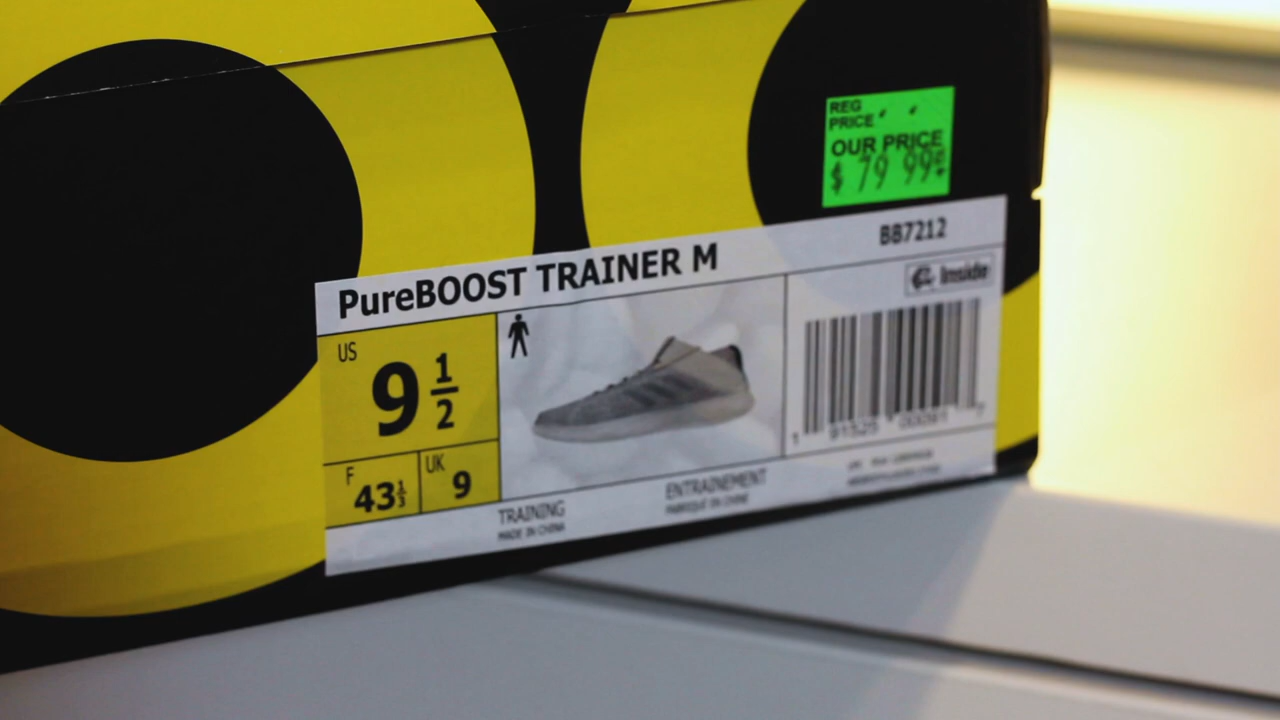 REG
PRICE
OUR PRICE
$ 79 99¢
PureBOOST TRAINER M
BB7212
Inside
US
9 1/2
F
43 1/3
UK
9
TRAINING
MADE IN CHINA
ENTRAINEMENT
FABRIQUÉ EN CHINE